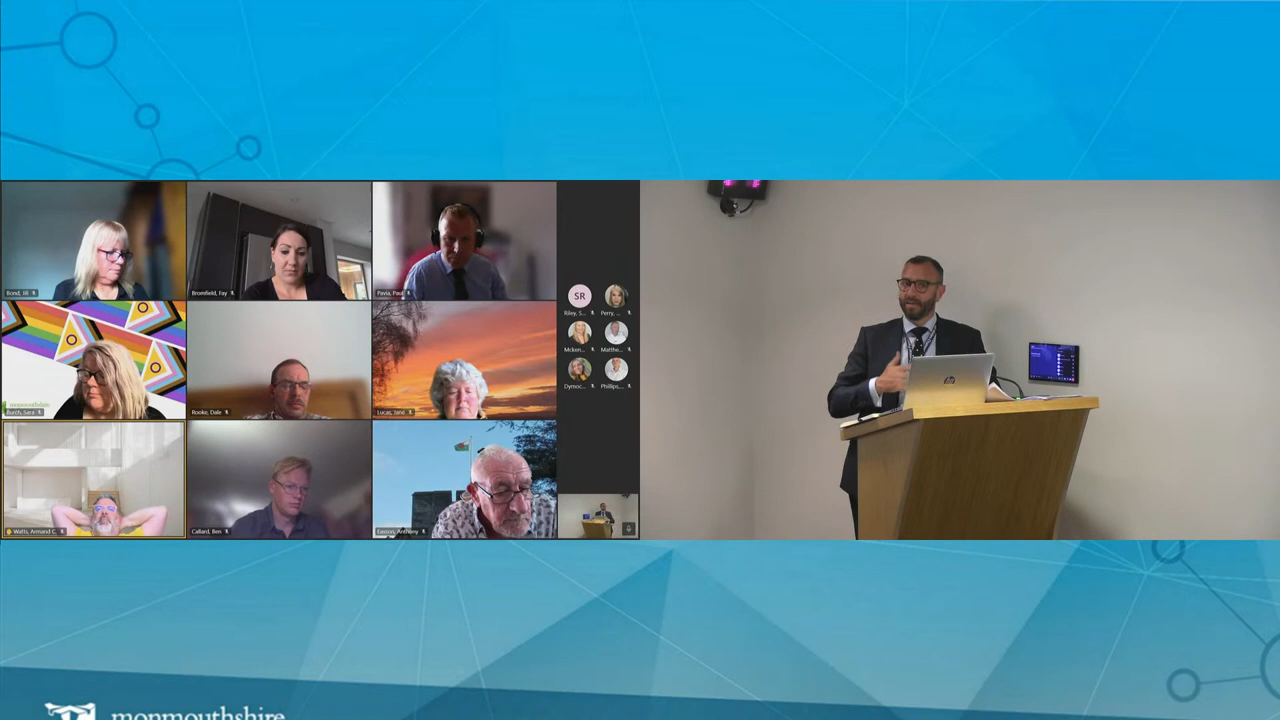 Bond, Jill
Bromfield, Fay
Pavia, Paul
SR
Riley, S...
Perry, ...
Mcken...
Matthe...
Burch, Sara
Rooke, Dale
Lucas, Jane
Dymoc...
Phillips,...
Watts, Armand C.
Callard, Ben
Easson, Anthony
hp
monmouthshire